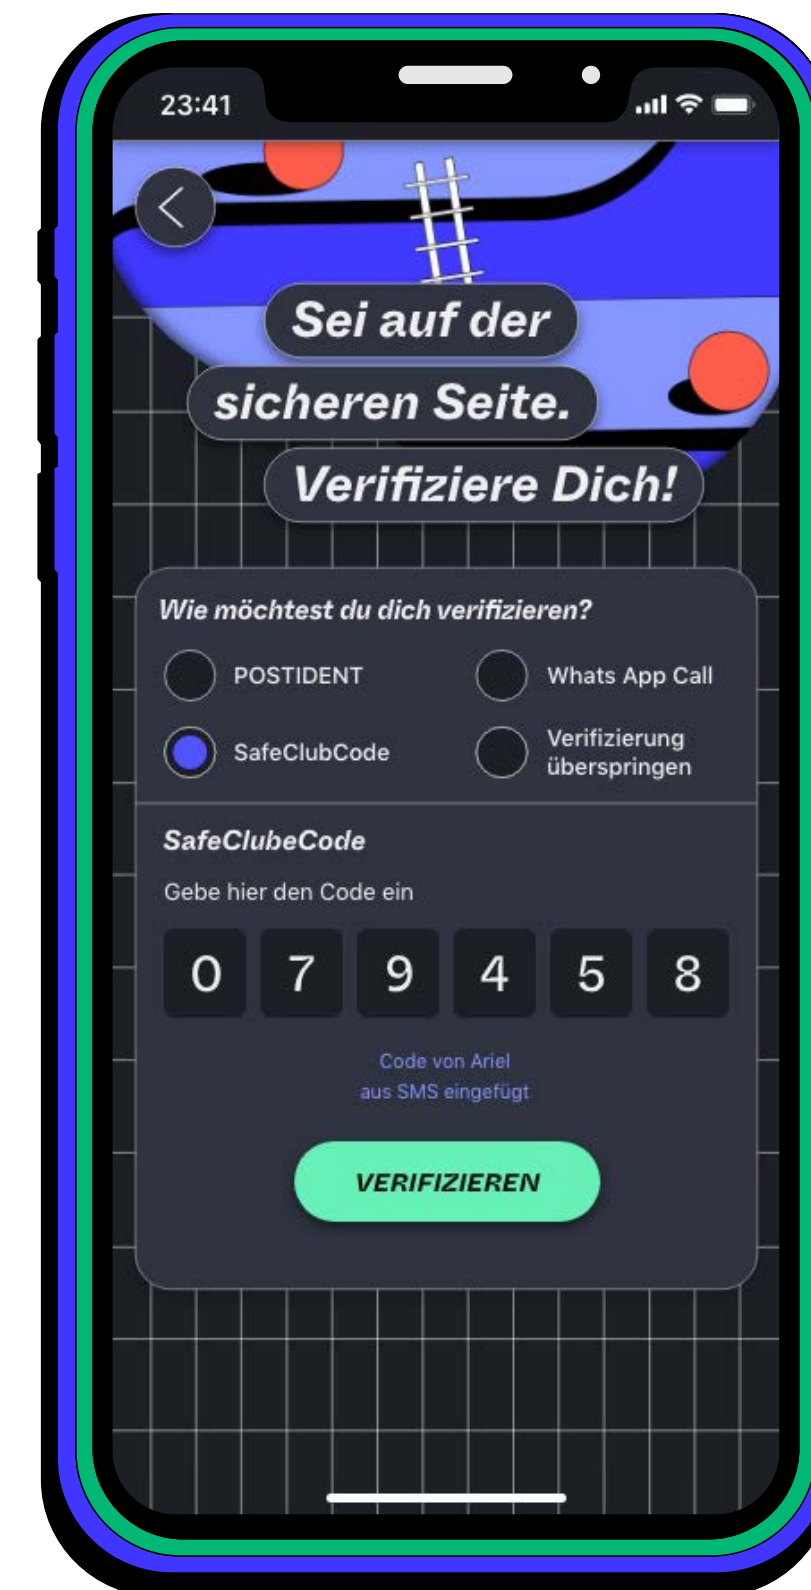 23:41
Sei auf der
sicheren Seite.
Verifiziere Dich!
Wie möchtest du dich verifizieren?
POSTIDENT
Whats App Call
SafeClubCode
Verifizierung
überspringen
SafeClubeCode
Gebe hier den Code ein
0 7 9 4 5 8
Code von Ariel
aus SMS eingefügt
VERIFIZIEREN